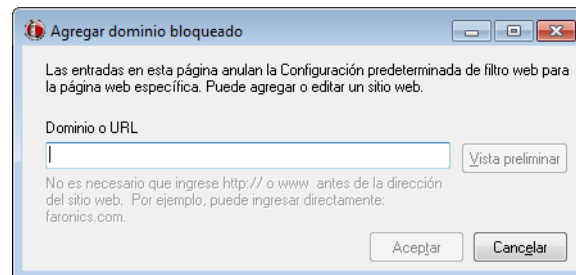 Agregar dominio bloqueado
Las entradas en esta página anulan la Configuración predeterminada de filtro web para
la página web específica. Puede agregar o editar un sitio web.
Dominio o URL
Vista preliminar
No es necesario que ingrese http:// o www antes de la dirección
del sitio web. Por ejemplo, puede ingresar directamente:
faronics.com.
Aceptar Cancelar